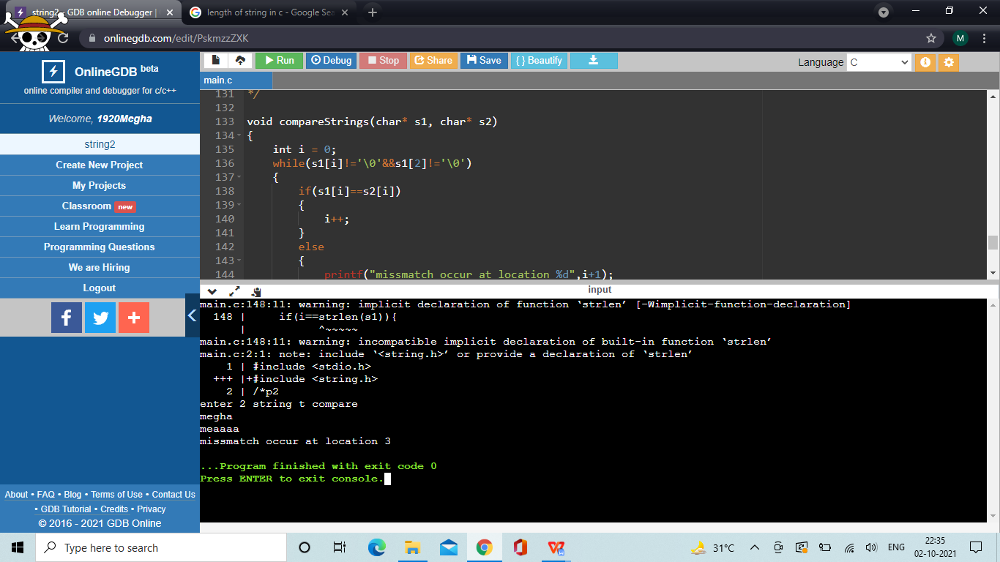 string2 - GDB online Debugger |
length of string in c - Google Sea
onlinegdb.com/edit/PskmzzZXK
M
OnlineGDB beta
online compiler and debugger for c/c++
Welcome, 1920Megha
string2
Create New Project
My Projects
Classroom new
Learn Programming
Programming Questions
We are Hiring
Logout
About • FAQ • Blog • Terms of Use • Contact Us
• GDB Tutorial • Credits • Privacy
© 2016 - 2021 GDB Online
Run Debug Stop Share Save { } Beautify
Language C
main.c
131 */
132
133 void compareStrings(char* s1, char* s2)
134 {
135 int i = 0;
136 while(s1[i]!='\0'&&s1[2]!='\0')
137 {
138 if(s1[i]==s2[i])
139 {
140 i++;
141 }
142 else
143 {
144 printf("missmatch occur at location %d",i+1);
input
main.c:148:11: warning: implicit declaration of function ‘strlen’ [-Wimplicit-function-declaration]
148 | if(i==strlen(s1)){
| ^~~~~~
main.c:148:11: warning: incompatible implicit declaration of built-in function ‘strlen’
main.c:2:1: note: include ‘<string.h>’ or provide a declaration of ‘strlen’
1 | #include <stdio.h>
+++ |+#include <string.h>
2 | /*p2
enter 2 string t compare
megha
meaaaa
missmatch occur at location 3
...Program finished with exit code 0
Press ENTER to exit console.
Type here to search
31°C
ENG
22:35
02-10-2021